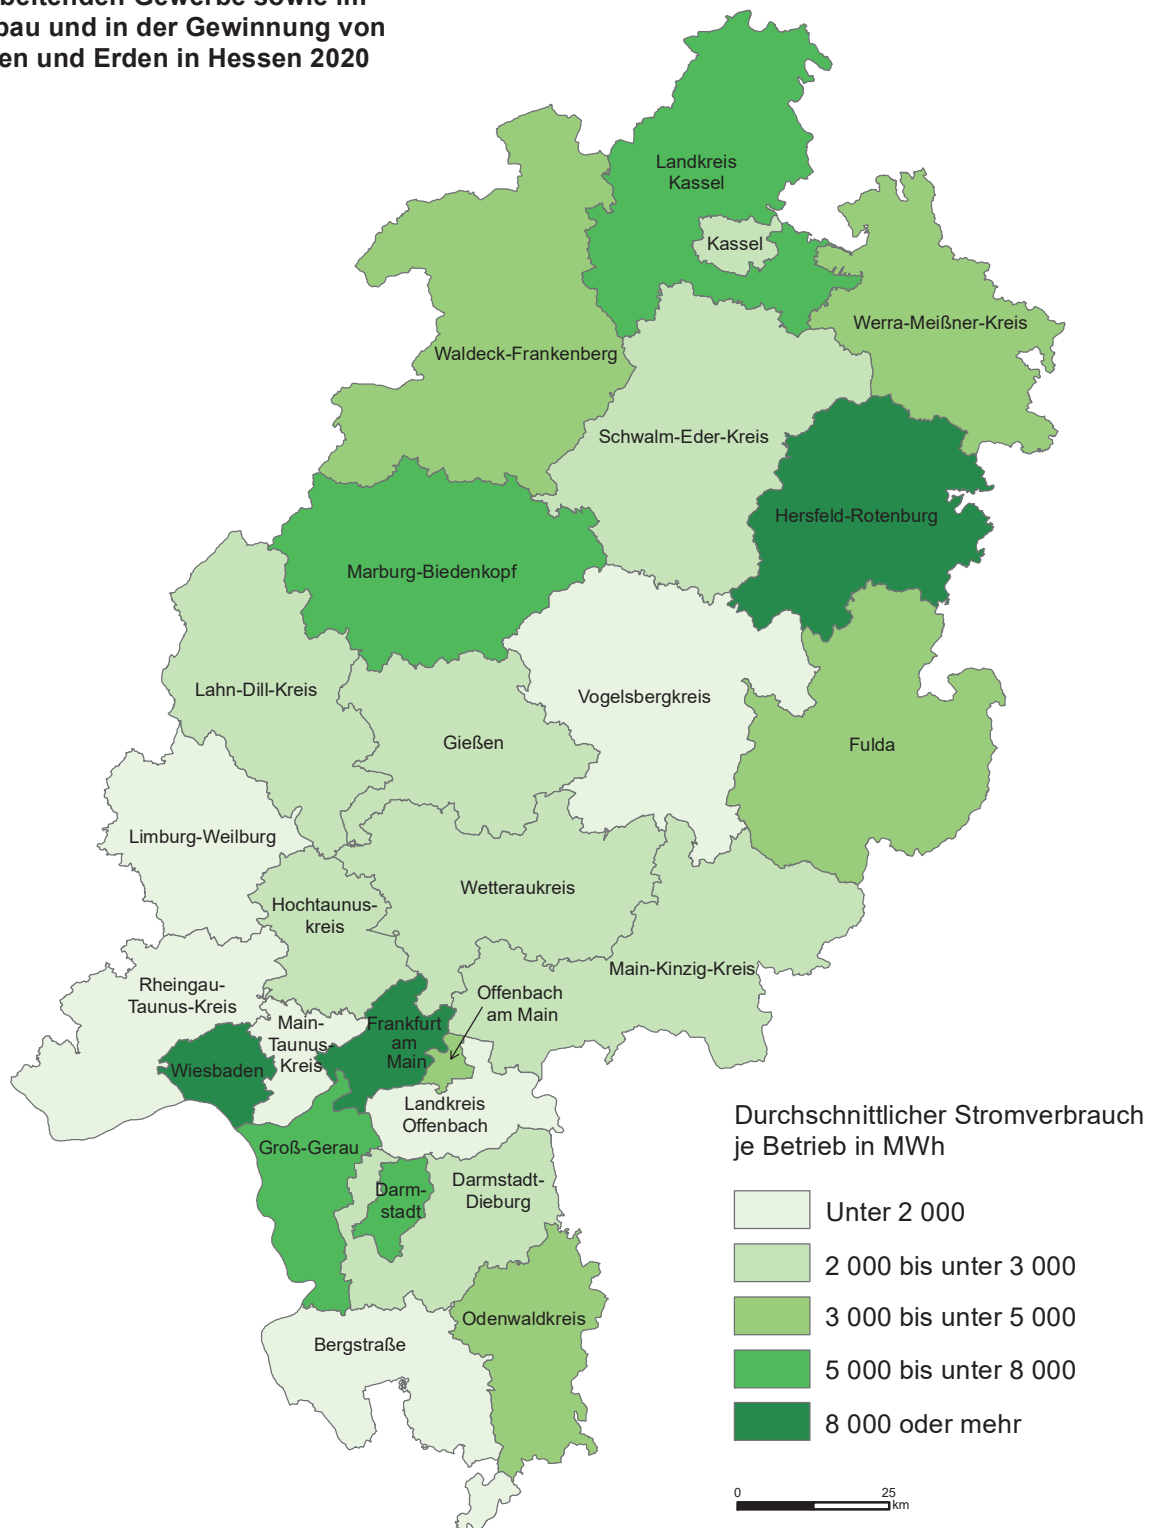 beitenden Gewerbe sowie im
bau und in der Gewinnung von
en und Erden in Hessen 2020
Landkreis
Kassel
Kassel
Werra-Meißner-Kreis
Waldeck-Frankenberg
Schwalm-Eder-Kreis
Hersfeld-Rotenburg
Marburg-Biedenkopf
Lahn-Dill-Kreis
Vogelsbergkreis
Gießen
Fulda
Limburg-Weilburg
Wetteraukreis
Hochtaunus-
kreis
Main-Kinzig-Kreis
Rheingau-
Taunus-Kreis
Offenbach
am Main
Main-
Taunus-
Kreis
Frankfurt
am
Main
Wiesbaden
Landkreis
Offenbach
Groß-Gerau
Darm-
stadt
Darmstadt-
Dieburg
Odenwaldkreis
Bergstraße
Durchschnittlicher Stromverbrauch
je Betrieb in MWh
Unter 2 000
2 000 bis unter 3 000
3 000 bis unter 5 000
5 000 bis unter 8 000
8 000 oder mehr
0 25
km